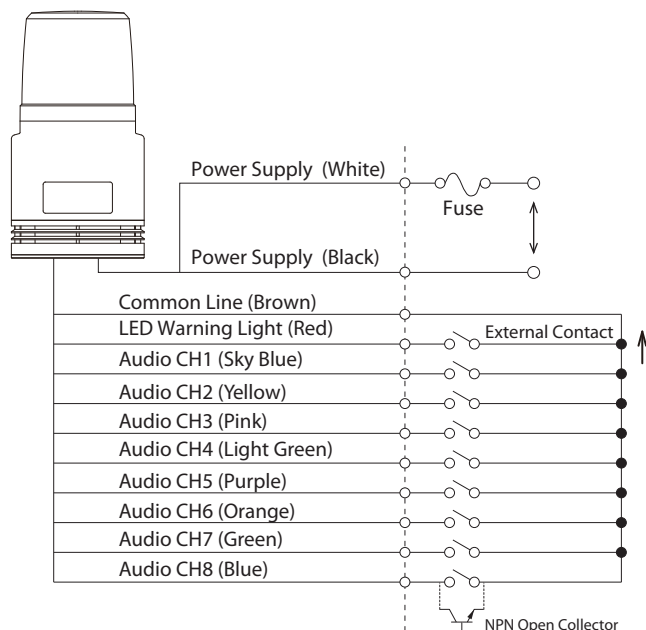 Power Supply (White)
Fuse
Power Supply (Black)
Common Line (Brown)
LED Warning Light (Red)
External Contact
Audio CH1 (Sky Blue)
Audio CH2 (Yellow)
Audio CH3 (Pink)
Audio CH4 (Light Green)
Audio CH5 (Purple)
Audio CH6 (Orange)
Audio CH7 (Green)
Audio CH8 (Blue)
NPN Open Collector